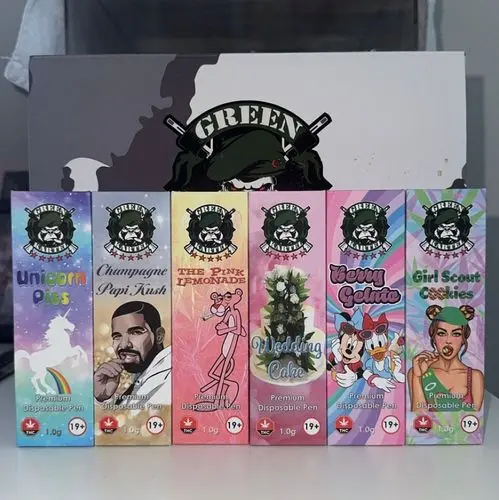 GREEN
GREEN
KARTEL
Unicorn
Piss
Premium
Disposable Pen
THC
1.0g
19+
GREEN
KARTEL
Champagne
Papi Kush
Premium
Disposable Pen
THC
1.0g
19+
GREEN
KARTEL
THE PINK
LEMONADE
Premium
Disposable Pen
THC
1.0g
19+
GREEN
KARTEL
Wedding
Cake
Premium
Disposable Pen
THC
1.0g
19+
GREEN
KARTEL
Berry
Gelato
Premium
Disposable Pen
THC
1.0g
19+
GREEN
KARTEL
Girl Scout
Cookies
Premium
Disposable Pen
THC
1.0g
19+